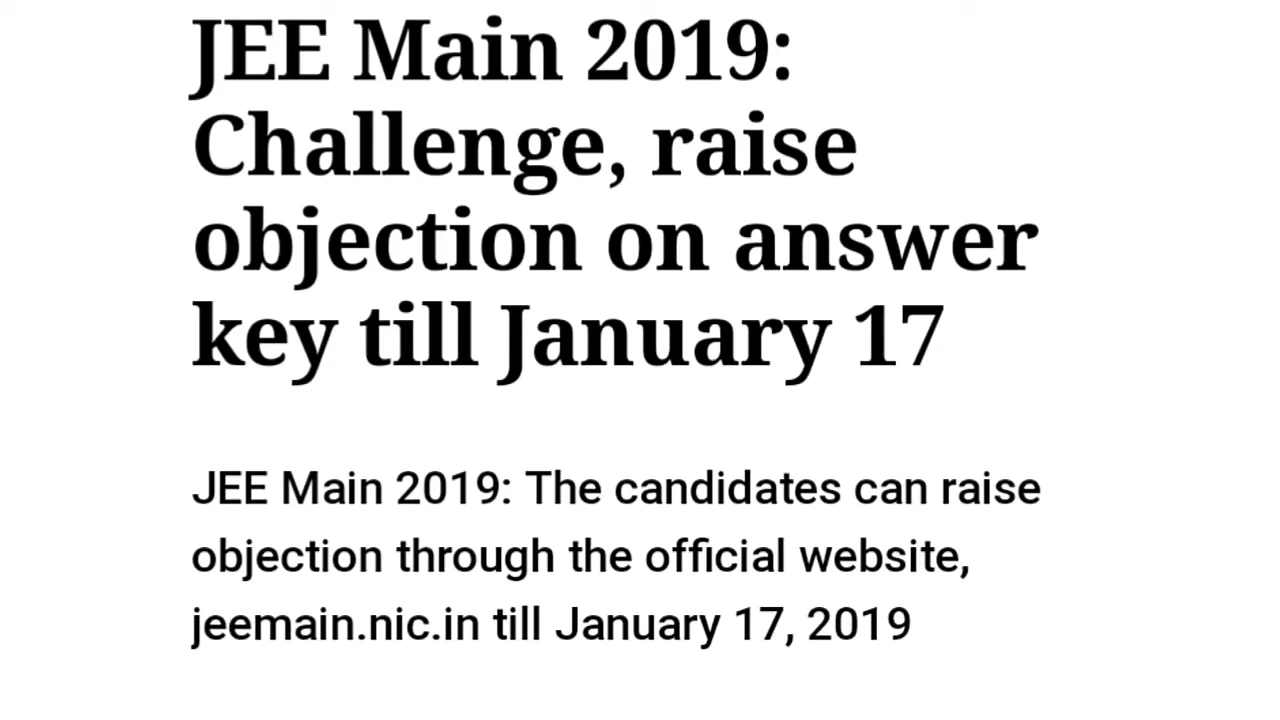 JEE Main 2019:
Challenge, raise
objection on answer
key till January 17
JEE Main 2019: The candidates can raise
objection through the official website,
jeemain.nic.in till January 17, 2019